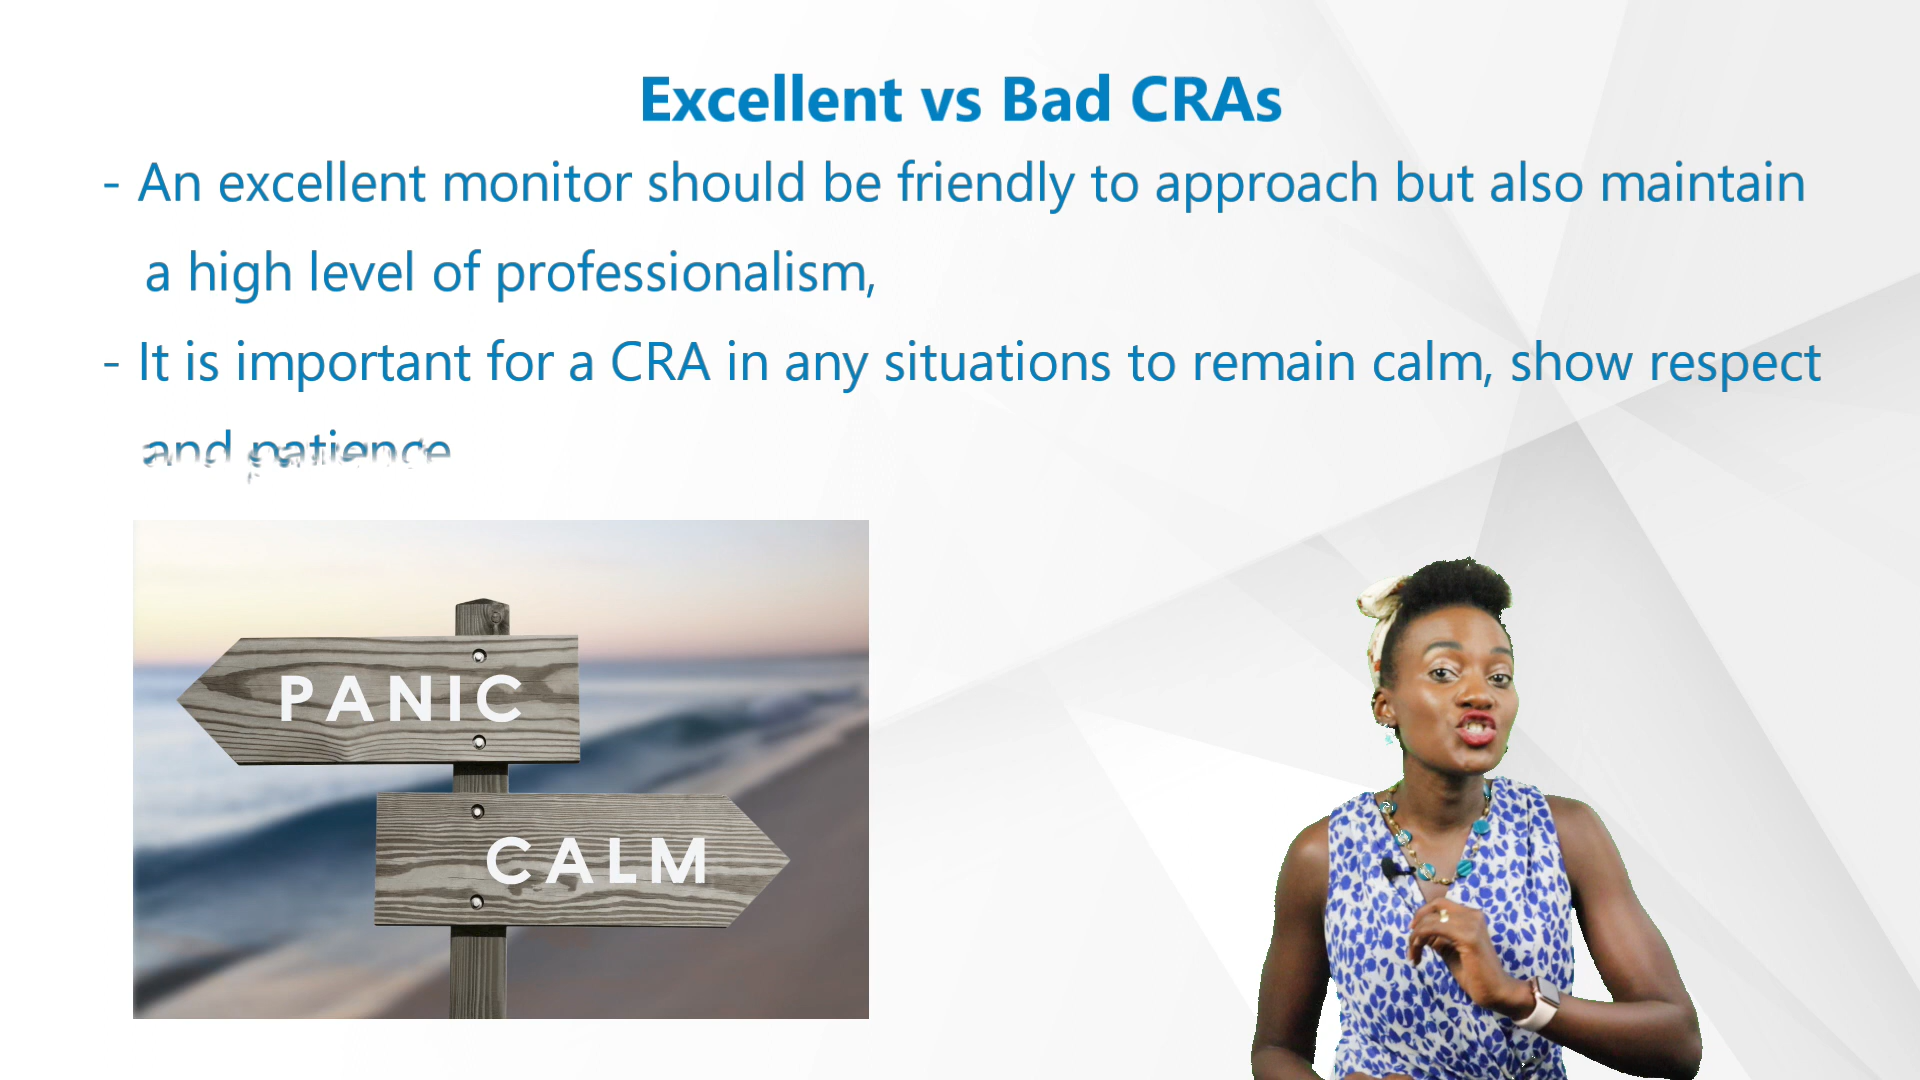 Excellent vs Bad CRAs
- An excellent monitor should be friendly to approach but also maintain
a high level of professionalism,
- It is important for a CRA in any situations to remain calm, show respect
and patience
PANIC
CALM